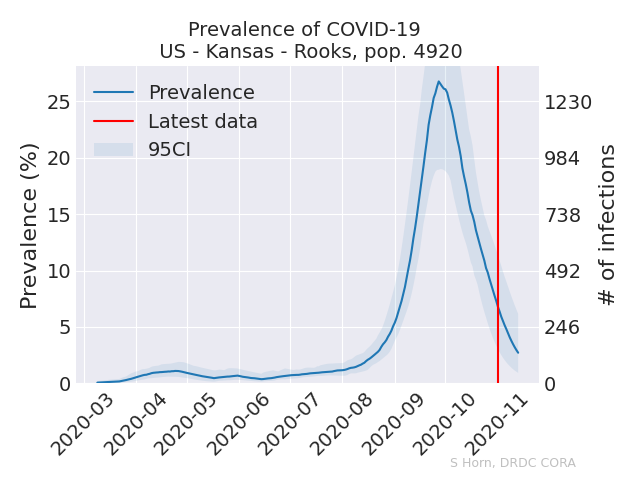 Prevalence of COVID-19
US - Kansas - Rooks, pop. 4920
Prevalence
Latest data
95CI
Prevalence (%)
25
20
15
10
5
0
1230
984
738
492
246
0
# of infections
2020-03
2020-04
2020-05
2020-06
2020-07
2020-08
2020-09
2020-10
2020-11
S Horn, DRDC CORA